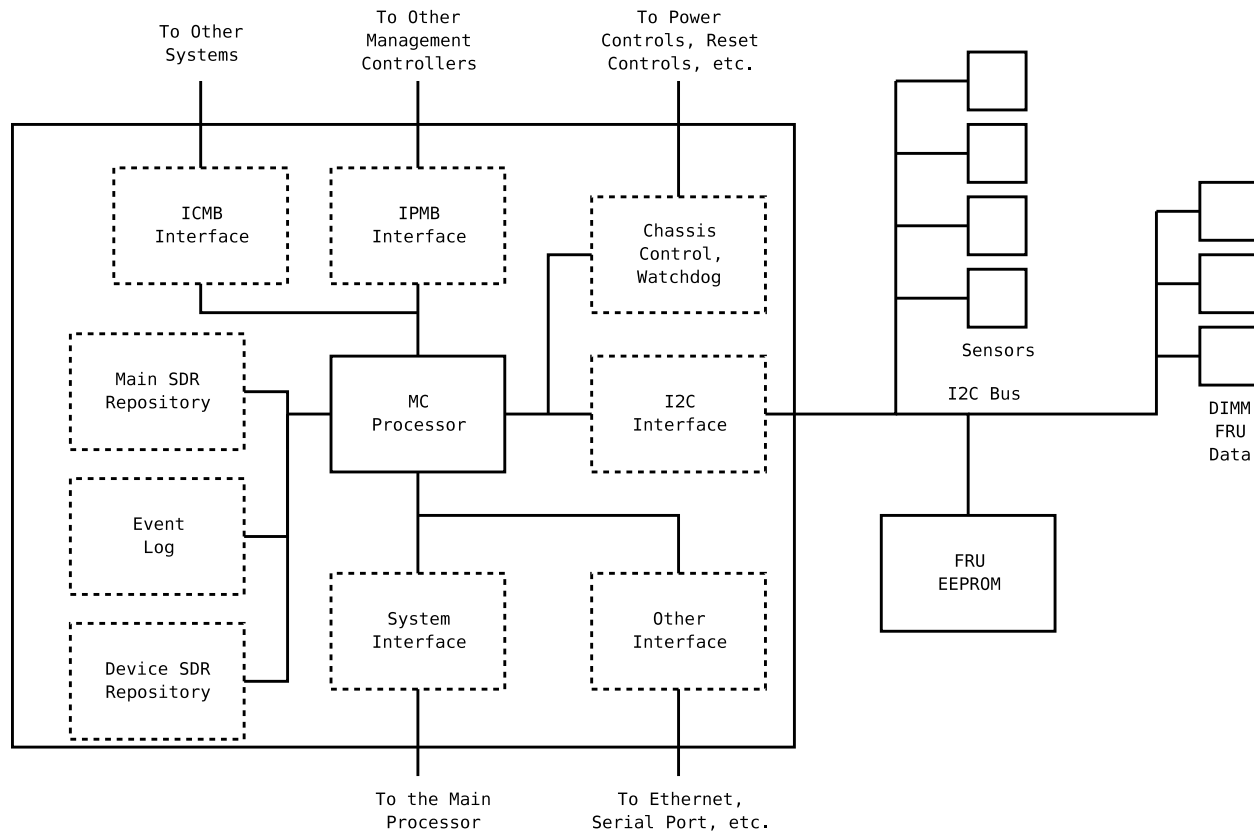 To Other
Systems
To Other
Management
Controllers
To Power
Controls, Reset
Controls, etc.
ICMB
Interface
IPMB
Interface
Chassis
Control,
Watchdog
Sensors
Main SDR
Repository
MC
Processor
I2C
Interface
I2C Bus
DIMM
FRU
Data
Event
Log
FRU
EEPROM
System
Interface
Other
Interface
Device SDR
Repository
To the Main
Processor
To Ethernet,
Serial Port, etc.